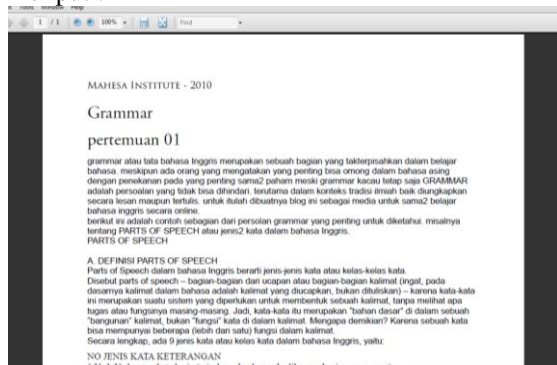 Tools Window Help
1 / 1 100% Find
MAHESA INSTITUTE - 2010
Grammar
pertemuan 01
grammar atau tata bahasa Inggris merupakan sebuah bagian yang takterpisahkan dalam belajar
bahasa. meskipun ada orang yang mengatakan yang penting bisa omong dalam bahasa asing
dengan penekanan pada yang penting sama2 paham meski grammar kacau tetap saja GRAMMAR
adalah persoalan yang tidak bisa dihindari. terutama dalam konteks tradisi ilmiah baik diungkapkan
secara lesan maupun tertulis. untuk itulah dibuatnya blog ini sebagai media untuk sama2 belajar
bahasa inggris secara online.
berikut ini adalah contoh sebagian dari persolan grammar yang penting untuk diketahui. misalnya
tentang PARTS OF SPEECH atau jenis2 kata dalam bahasa Inggris.
PARTS OF SPEECH
A. DEFINISI PARTS OF SPEECH
Parts of Speech dalam bahasa Inggris berarti jenis-jenis kata atau kelas-kelas kata.
Disebut parts of speech – bagian-bagian dari ucapan atau bagian-bagian kalimat (ingat, pada
dasarnya kalimat dalam bahasa adalah kalimat yang diucapkan, bukan dituliskan) – karena kata-kata
ini merupakan suatu sistem yang diperlukan untuk membentuk sebuah kalimat, tanpa melihat apa
tugas atau fungsinya masing-masing. Jadi, kata-kata itu merupakan "bahan dasar" di dalam sebuah
"bangunan" kalimat, bukan "fungsi" kata di dalam kalimat. Mengapa demikian? Karena sebuah kata
bisa mempunyai beberapa (lebih dari satu) fungsi dalam kalimat.
Secara lengkap, ada 9 jenis kata atau kelas kata dalam bahasa Inggris, yaitu:
NO JENIS KATA KETERANGAN